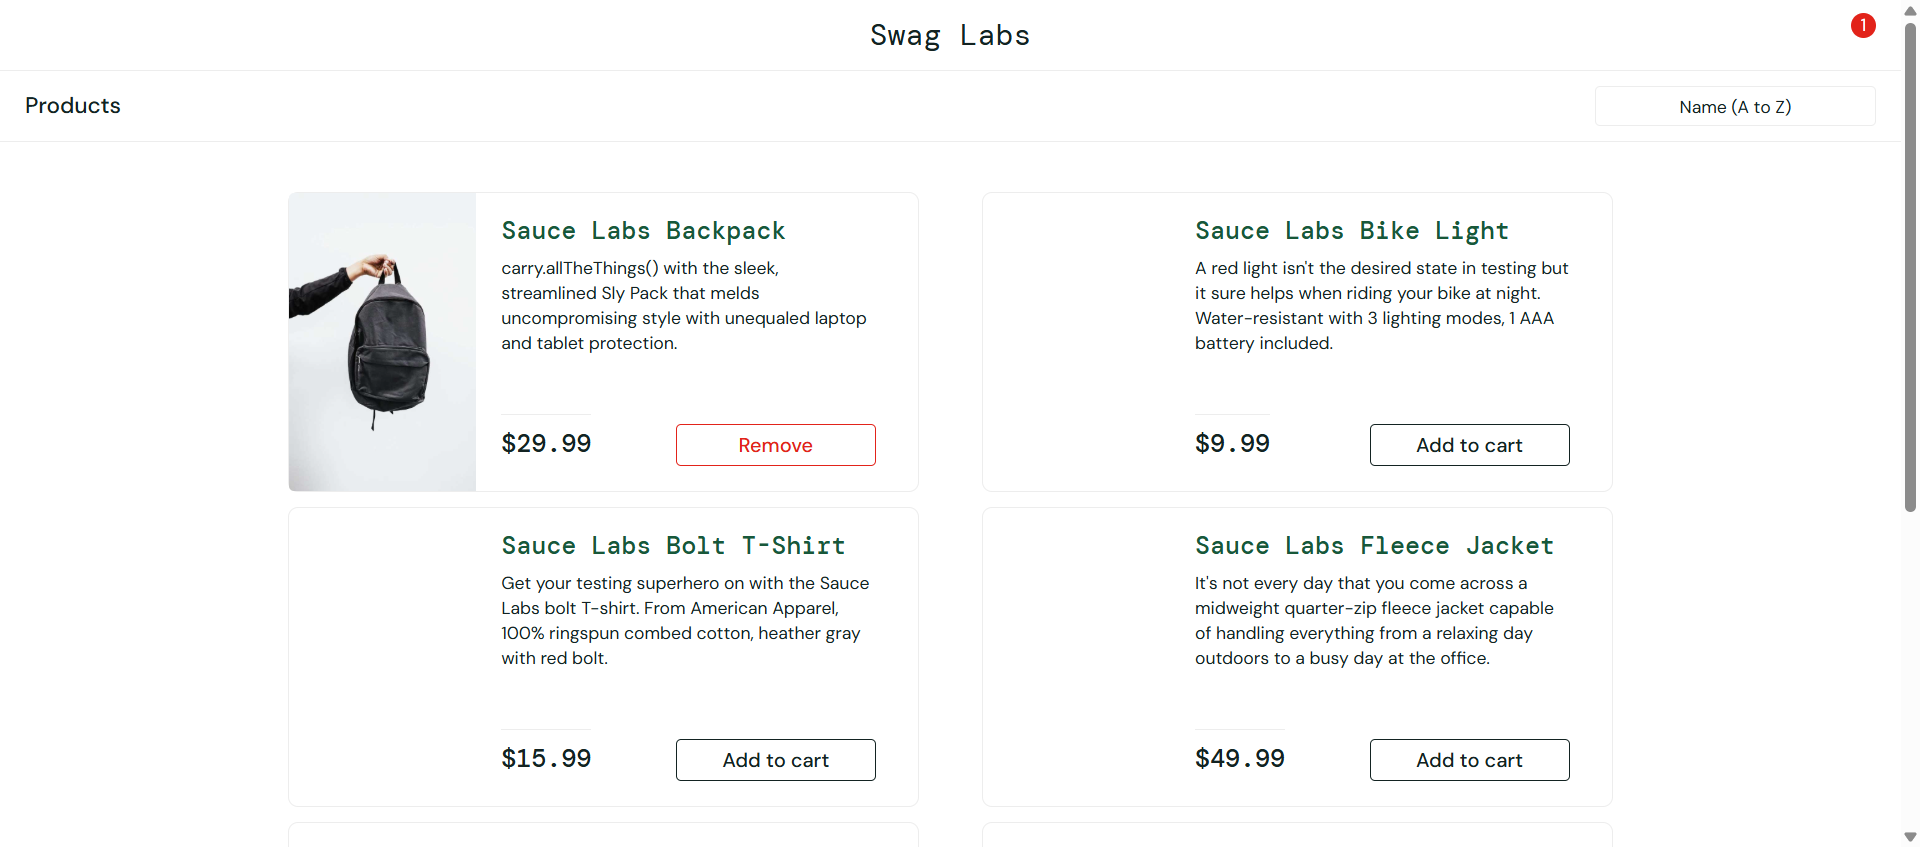 Swag Labs
1
Products
Name (A to Z)
Sauce Labs Backpack
carry.allTheThings() with the sleek,
streamlined Sly Pack that melds
uncompromising style with unequaled laptop
and tablet protection.
$29.99
Remove
Sauce Labs Bike Light
A red light isn't the desired state in testing but
it sure helps when riding your bike at night.
Water-resistant with 3 lighting modes, 1 AAA
battery included.
$9.99
Add to cart
Sauce Labs Bolt T-Shirt
Get your testing superhero on with the Sauce
Labs bolt T-shirt. From American Apparel,
100% ringspun combed cotton, heather gray
with red bolt.
$15.99
Add to cart
Sauce Labs Fleece Jacket
It's not every day that you come across a
midweight quarter-zip fleece jacket capable
of handling everything from a relaxing day
outdoors to a busy day at the office.
$49.99
Add to cart